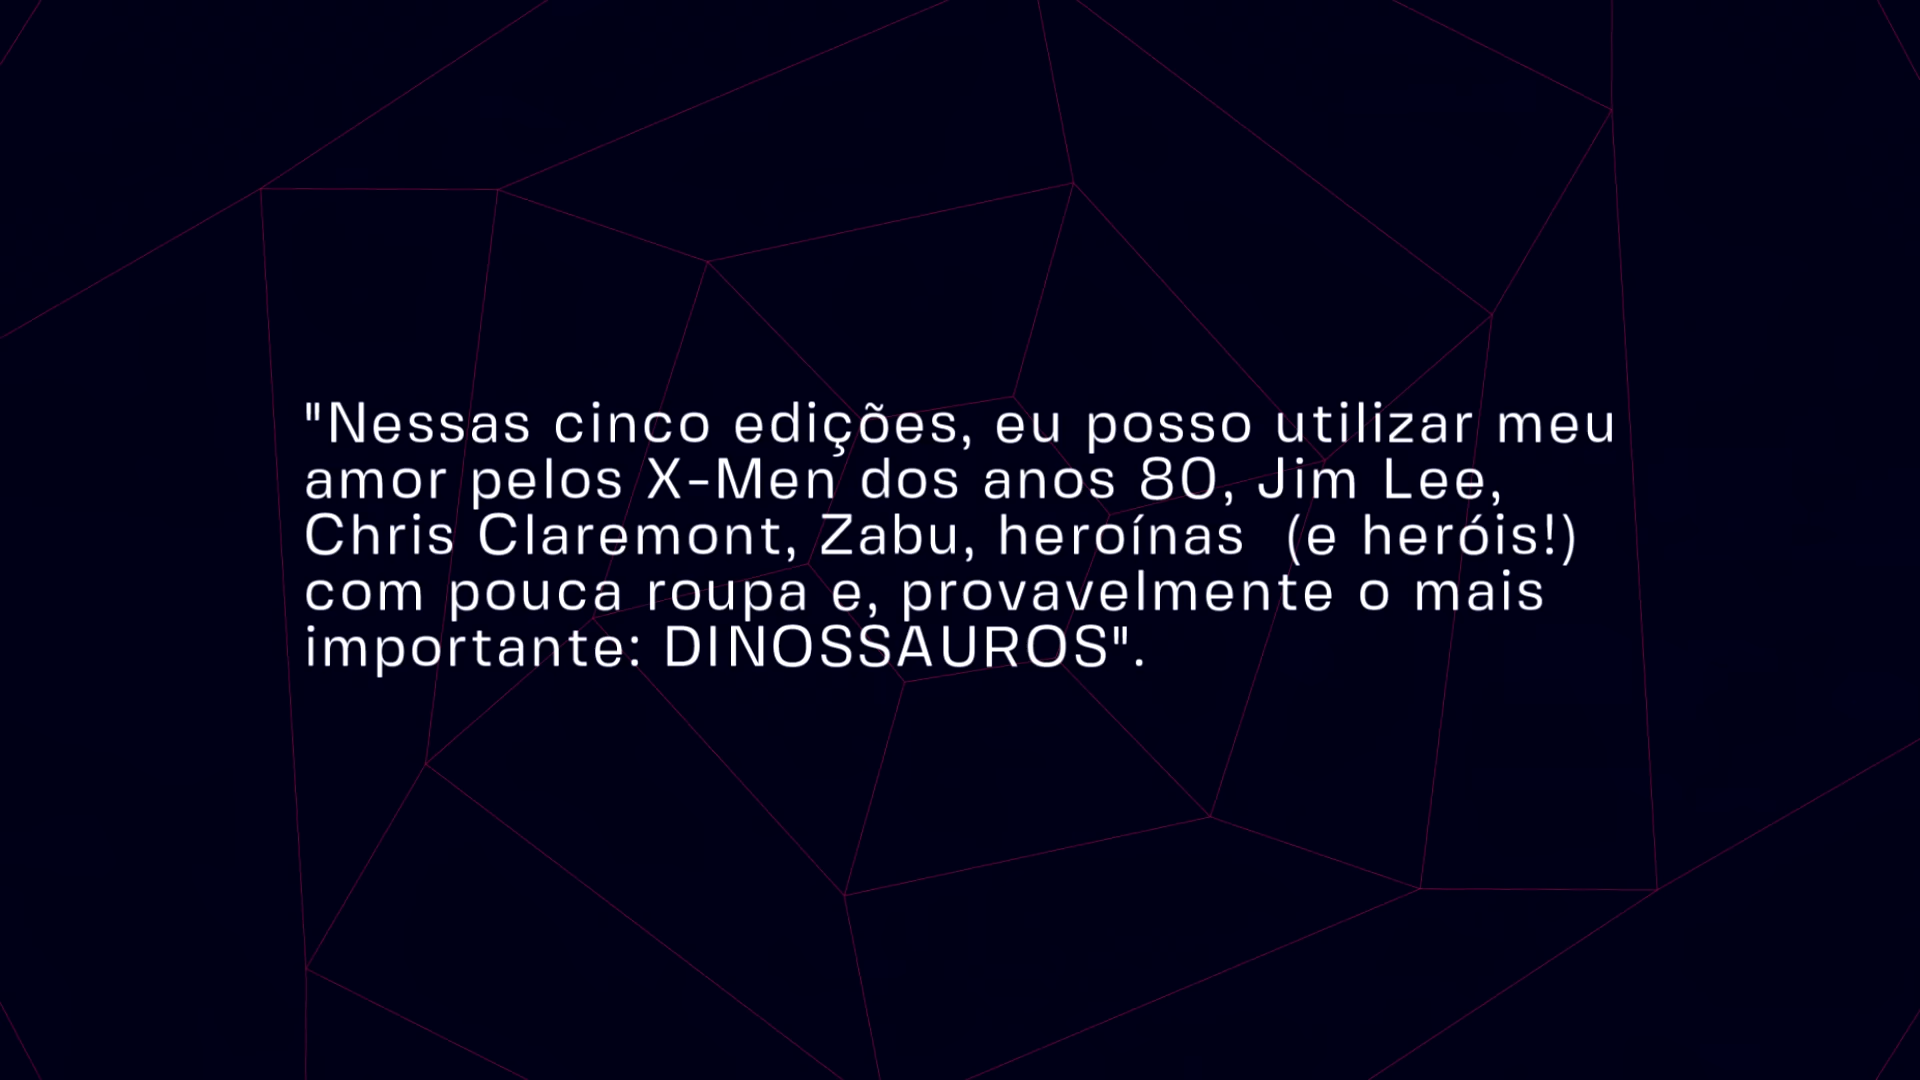 "Nessas cinco edições, eu posso utilizar meu
amor pelos X-Men dos anos 80, Jim Lee,
Chris Claremont, Zabu, heroínas  (e heróis!)
com pouca roupa e, provavelmente o mais
importante: DINOSSAUROS".